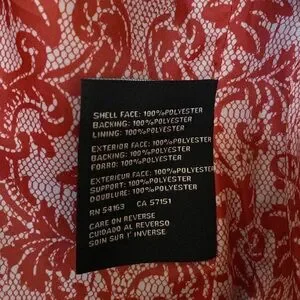 SHELL FACE: 100%POLYESTER
BACKING: 100%POLYESTER
LINING: 100%POLYESTER
EXTERIOR FACE: 100%POLYESTER
BACKING: 100%POLYESTER
FORRO: 100%POLYESTER
EXTERIEUR FACE: 100%POLYESTER
SUPPORT: 100%POLYESTER
DOUBLURE: 100%POLYESTER
RN 54163 CA 57151
CARE ON REVERSE
CUIDADO AL REVERSO
SOIN SUR l' INVERSE